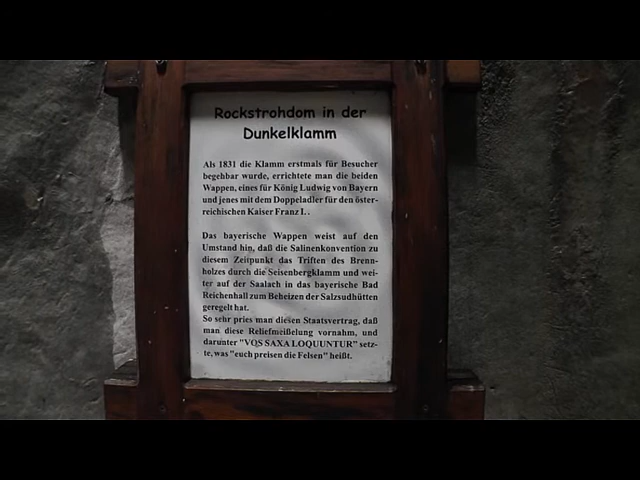 Rockstrohdom in der
Dunkelklamm
Als 1831 die Klamm erstmals für Besucher
begehbar wurde, errichtete man die beiden
Wappen, eines für König Ludwig von Bayern
und jenes mit dem Doppeladler für den öster-
reichischen Kaiser Franz I. .
Das bayerische Wappen weist auf den
Umstand hin, daß die Salinenkonvention zu
diesem Zeitpunkt das Triften des Brenn-
holzes durch die Seisenbergklamm und wei-
ter auf der Saalach in das bayerische Bad
Reichenhall zum Beheizen der Salzsudhütten
geregelt hat.
So sehr pries man diesen Staatsvertrag, daß
man diese Reliefmeißelung vornahm, und
darunter "VOS SAXA LOQUUNTUR" setz-
te, was "euch preisen die Felsen" heißt.